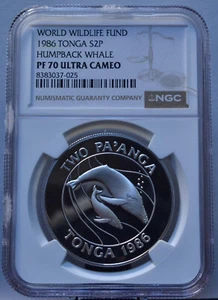 WORLD WILDLIFE FUND
1986 TONGA S2P
HUMPBACK WHALE
PF 70 ULTRA CAMEO
8383037-025
NUMISMATIC GUARANTY COMPANY
NGC
TWO PA'ANGA
TONGA 1986